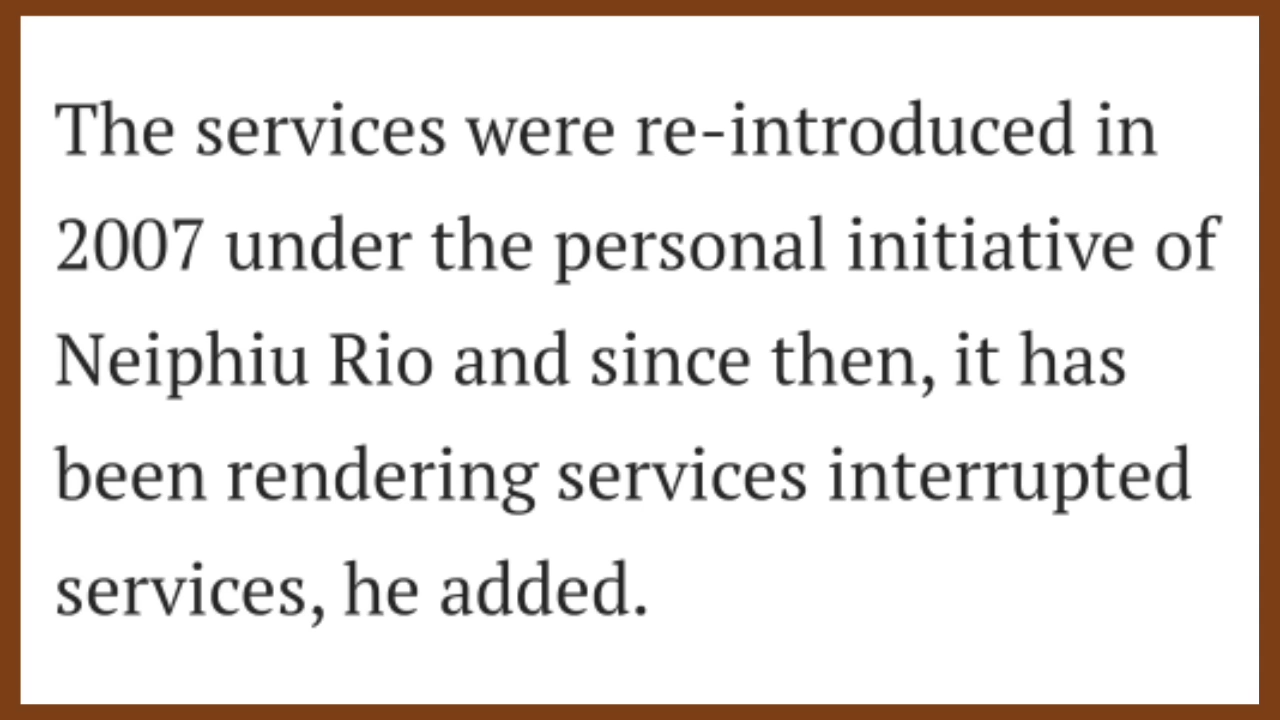 The services were re-introduced in
2007 under the personal initiative of
Neiphiu Rio and since then, it has
been rendering services interrupted
services, he added.